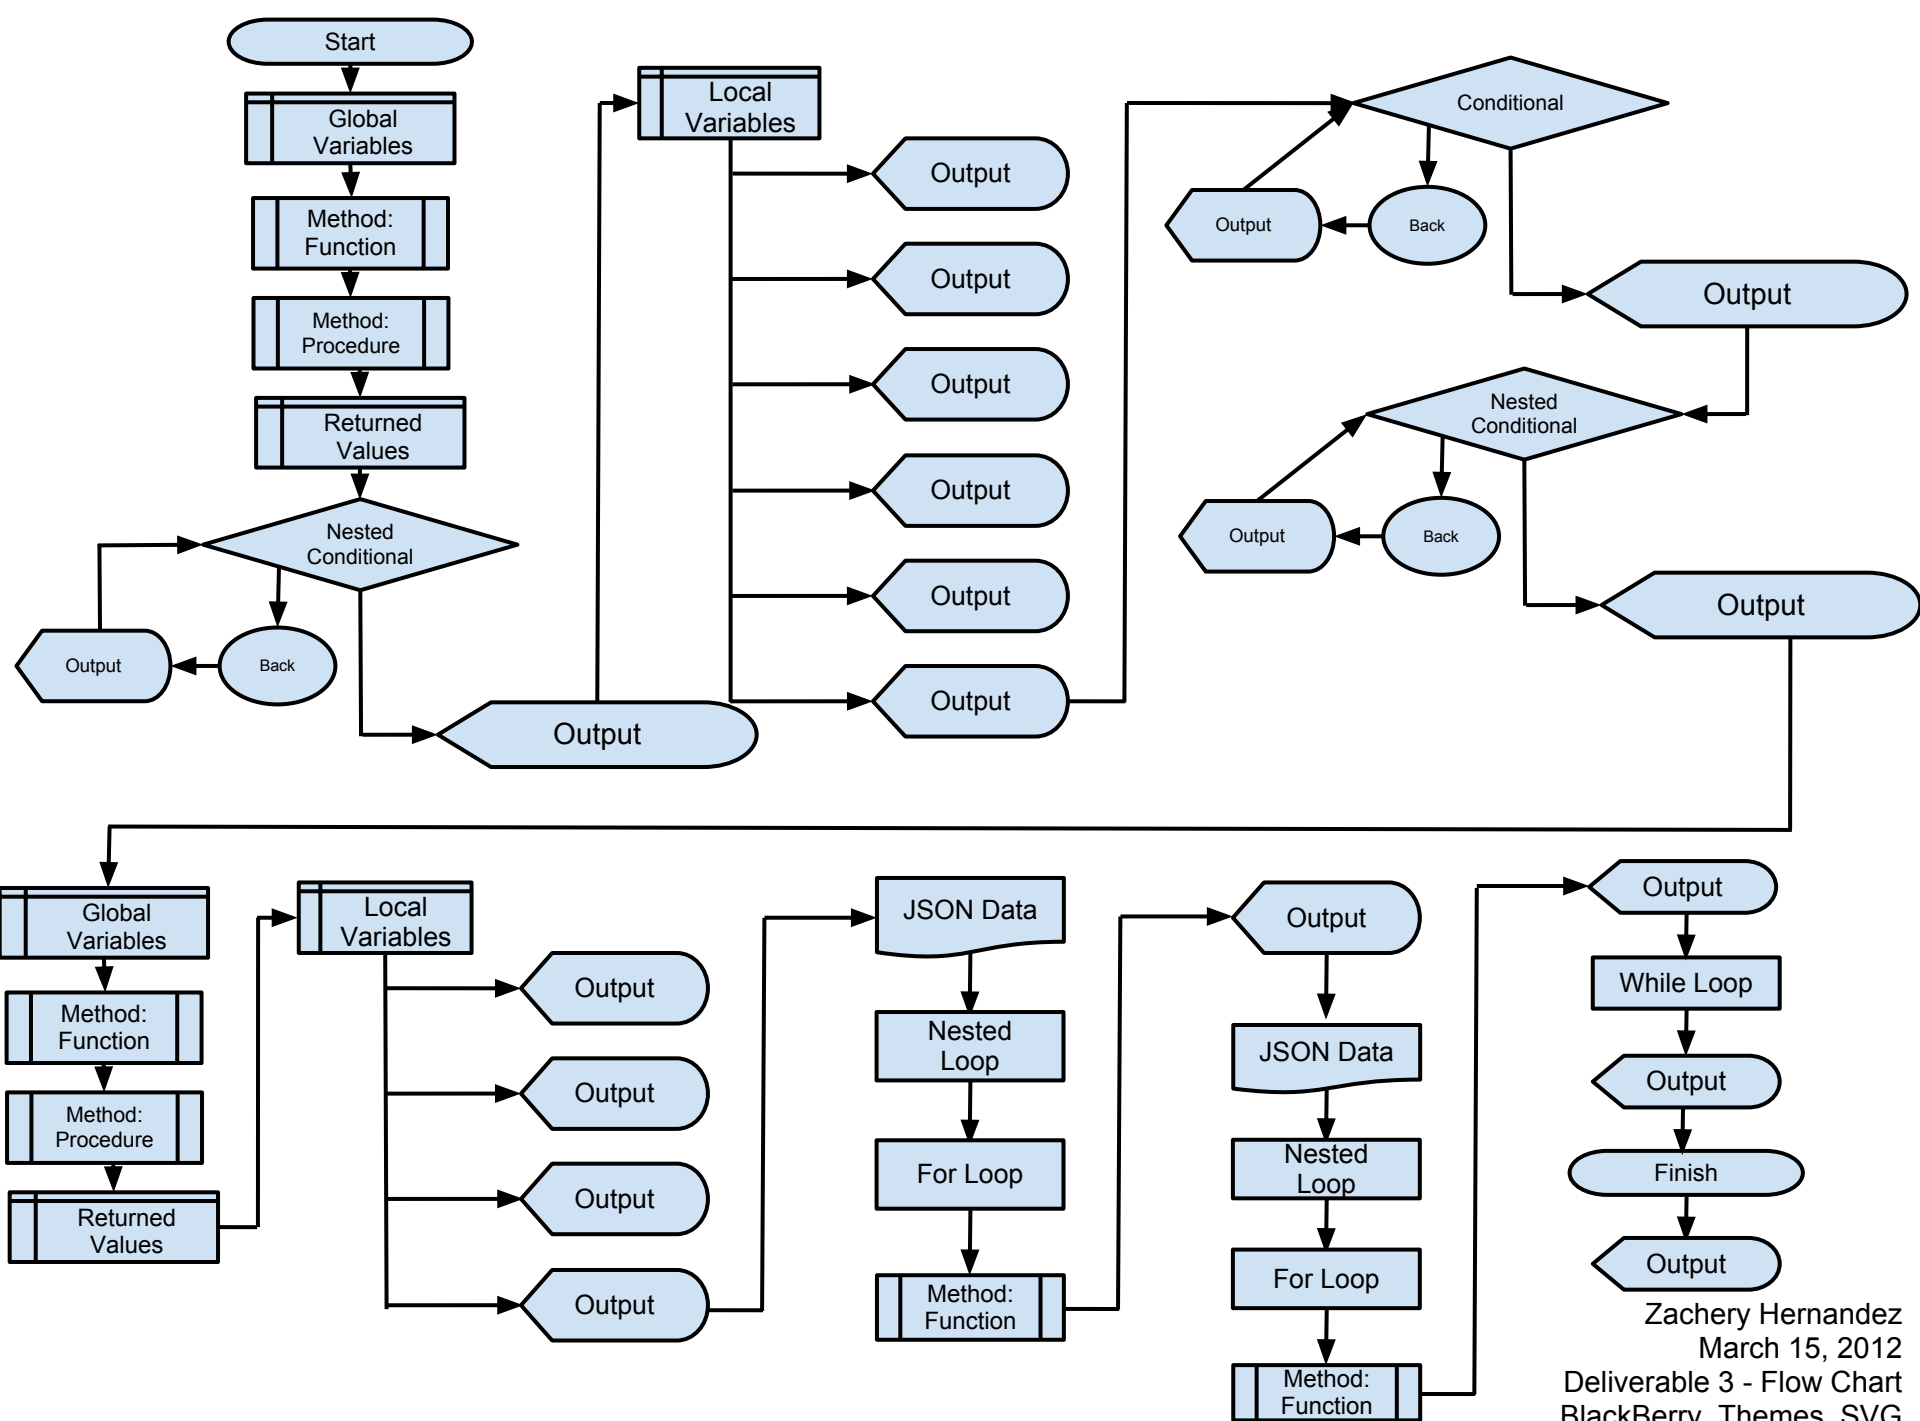 Start
Global
Variables
Method:
Function
Method:
Procedure
Returned
Values
Nested
Conditional
Output
Back
Output
Local
Variables
Output
Output
Output
Output
Output
Output
Conditional
Output
Back
Output
Nested
Conditional
Output
Back
Output
Global
Variables
Method:
Function
Method:
Procedure
Returned
Values
Local
Variables
Output
Output
Output
Output
JSON Data
Nested
Loop
For Loop
Method:
Function
Output
JSON Data
Nested
Loop
For Loop
Method:
Function
Output
While Loop
Output
Finish
Output
Zachery Hernandez
March 15, 2012
Deliverable 3 - Flow Chart
BlackBerry, Themes, SVG